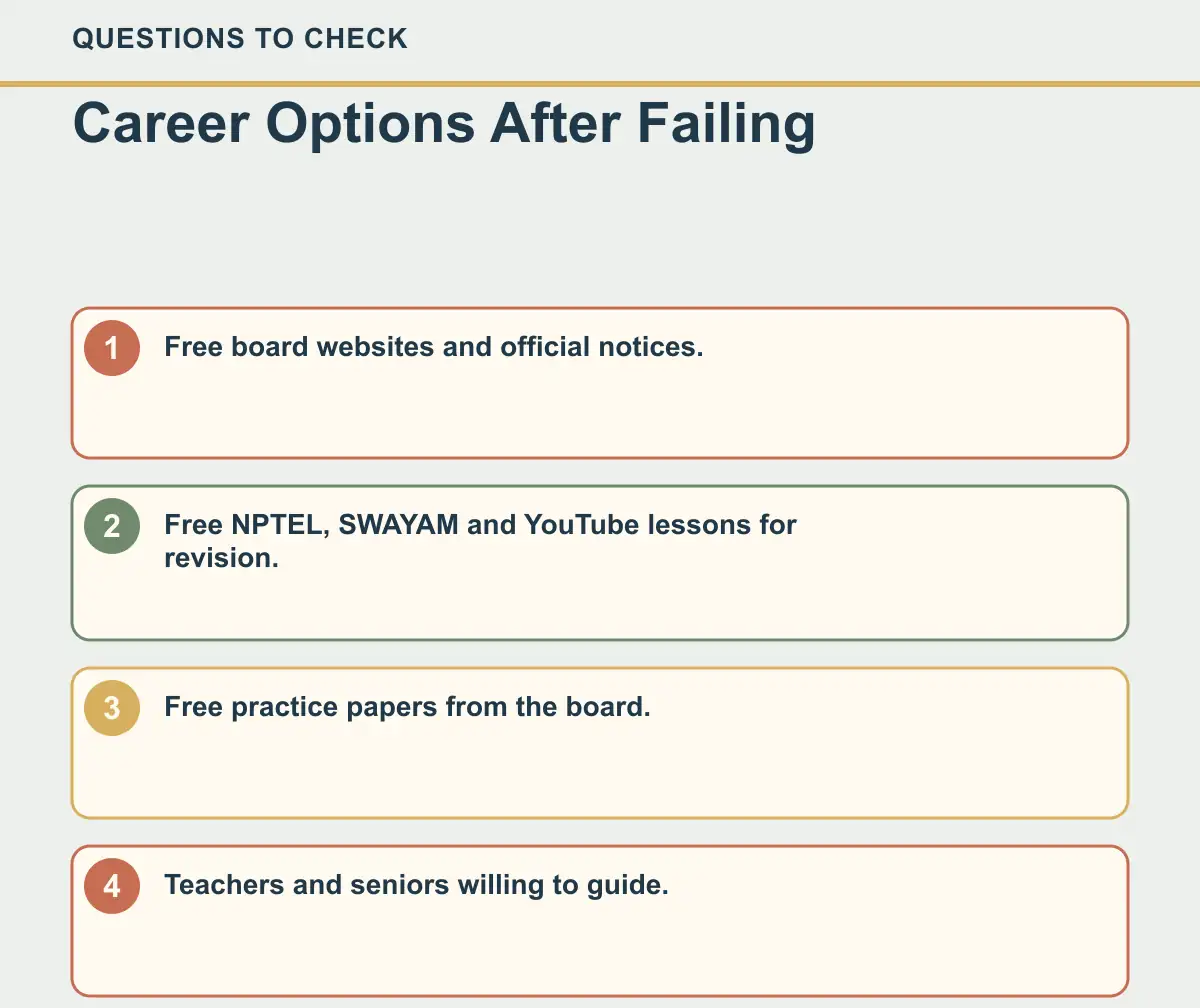 QUESTIONS TO CHECK
Career Options After Failing
1
Free board websites and official notices.
2
Free NPTEL, SWAYAM and YouTube lessons for
revision.
3
Free practice papers from the board.
4
Teachers and seniors willing to guide.